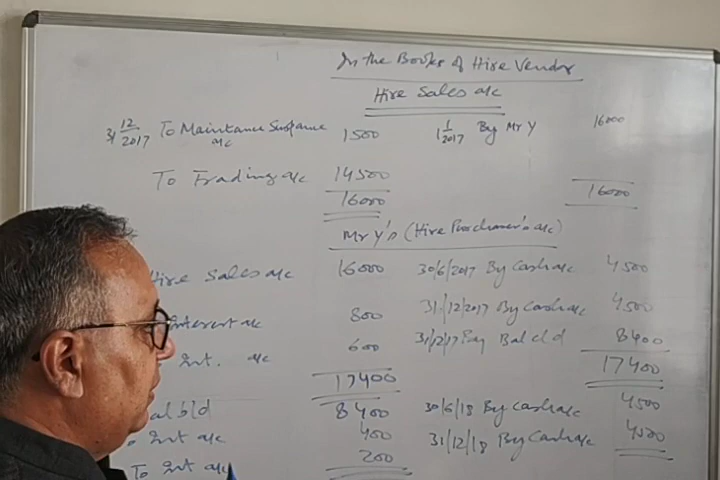 In the Books of Hire Vendor
Hire Sales a/c
31/12/2017 To Maintance Suspense a/c 1500 1/1/2017 By Mr Y 16000
To Trading a/c 14500
16000 16000
Mr Y's (Hire Purchaser's a/c)
Hire Sales a/c 16000 30/6/2017 By Cash a/c 4500
Interest a/c 800 31/12/2017 By Cash a/c 4500
Int. a/c 600 31/12/17 By Bal c/d 8400
17400 17400
al b/d 8400 30/6/18 By Cash a/c 4500
Int a/c 400 31/12/18 By Cash a/c 4500
To Int a/c 200